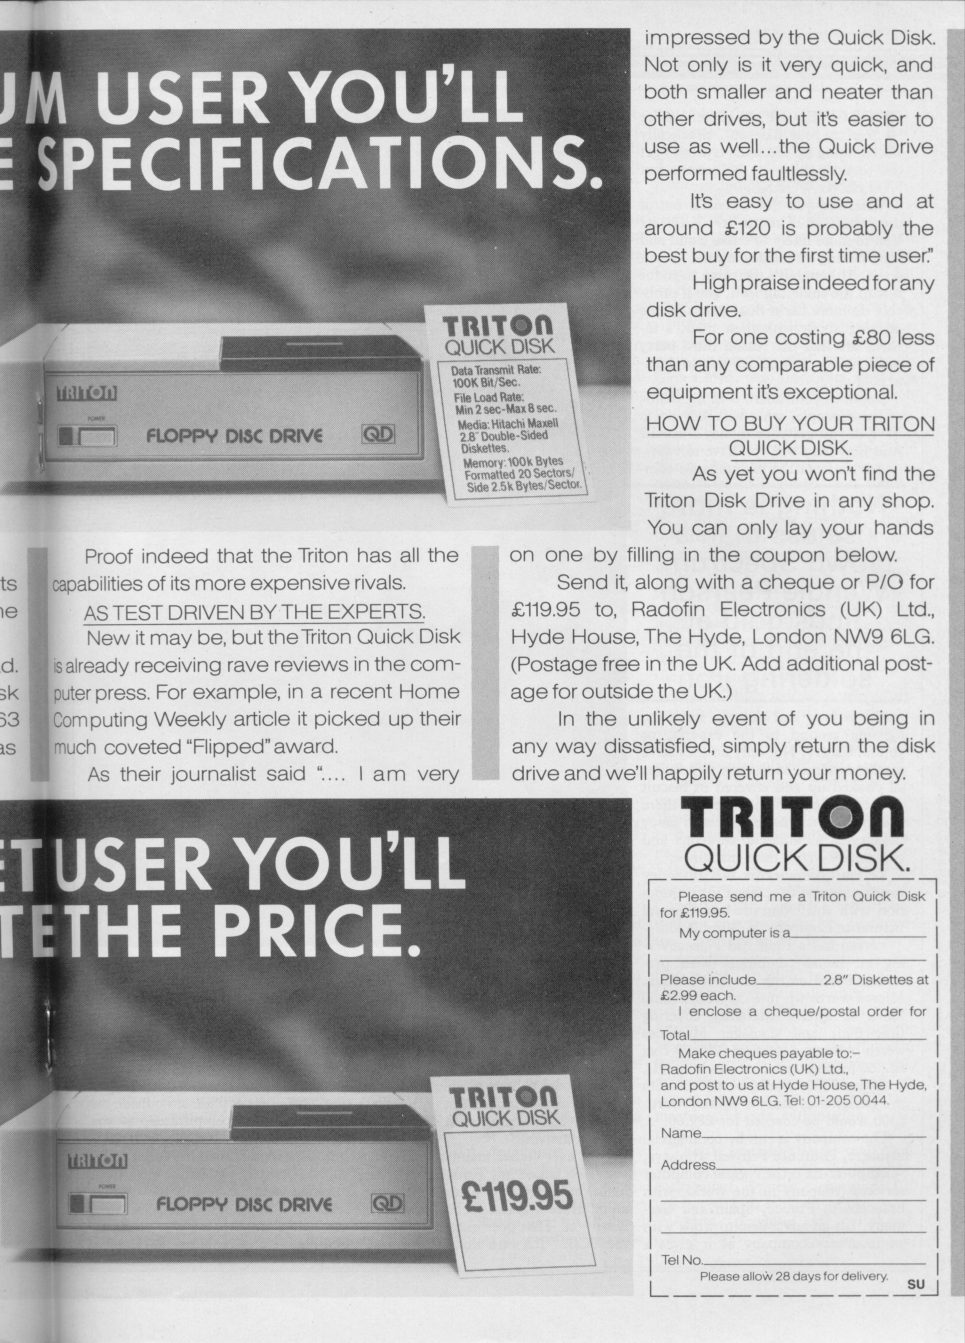 UM USER YOU'LL
E SPECIFICATIONS.
TRITON
QUICK DISK
Data Transmit Rate:
100K Bit/Sec.
File Load Rate:
Min 2 sec-Max 8 sec.
Media: Hitachi Maxell
2.8" Double-Sided
Diskettes.
Memory: 100k Bytes
Formatted 20 Sectors/
Side 2.5k Bytes/Sector.
TRITON
POWER
FLOPPY DISC DRIVE QD
ts
ne
ad.
sk
63
as
Proof indeed that the Triton has all the
capabilities of its more expensive rivals.
AS TEST DRIVEN BY THE EXPERTS.
New it may be, but the Triton Quick Disk
is already receiving rave reviews in the com-
puter press. For example, in a recent Home
Computing Weekly article it picked up their
much coveted "Flipped" award.
As their journalist said ".... I am very
impressed by the Quick Disk.
Not only is it very quick, and
both smaller and neater than
other drives, but it's easier to
use as well...the Quick Drive
performed faultlessly.
It's easy to use and at
around £120 is probably the
best buy for the first time user."
High praise indeed for any
disk drive.
For one costing £80 less
than any comparable piece of
equipment it's exceptional.
HOW TO BUY YOUR TRITON
QUICK DISK.
As yet you won't find the
Triton Disk Drive in any shop.
You can only lay your hands
on one by filling in the coupon below.
Send it, along with a cheque or P/O for
£119.95 to, Radofin Electronics (UK) Ltd.,
Hyde House, The Hyde, London NW9 6LG.
(Postage free in the UK. Add additional post-
age for outside the UK.)
In the unlikely event of you being in
any way dissatisfied, simply return the disk
drive and we'll happily return your money.
ET USER YOU'LL
TE THE PRICE.
TRITON
QUICK DISK
£119.95
TRITON
POWER
FLOPPY DISC DRIVE QD
TRITON
QUICK DISK.
Please send me a Triton Quick Disk
for £119.95.
My computer is a
Please include 2.8" Diskettes at
£2.99 each.
I enclose a cheque/postal order for
Total
Make cheques payable to:–
Radofin Electronics (UK) Ltd.,
and post to us at Hyde House, The Hyde,
London NW9 6LG. Tel: 01-205 0044.
Name
Address
Tel No.
Please allow 28 days for delivery.
SU